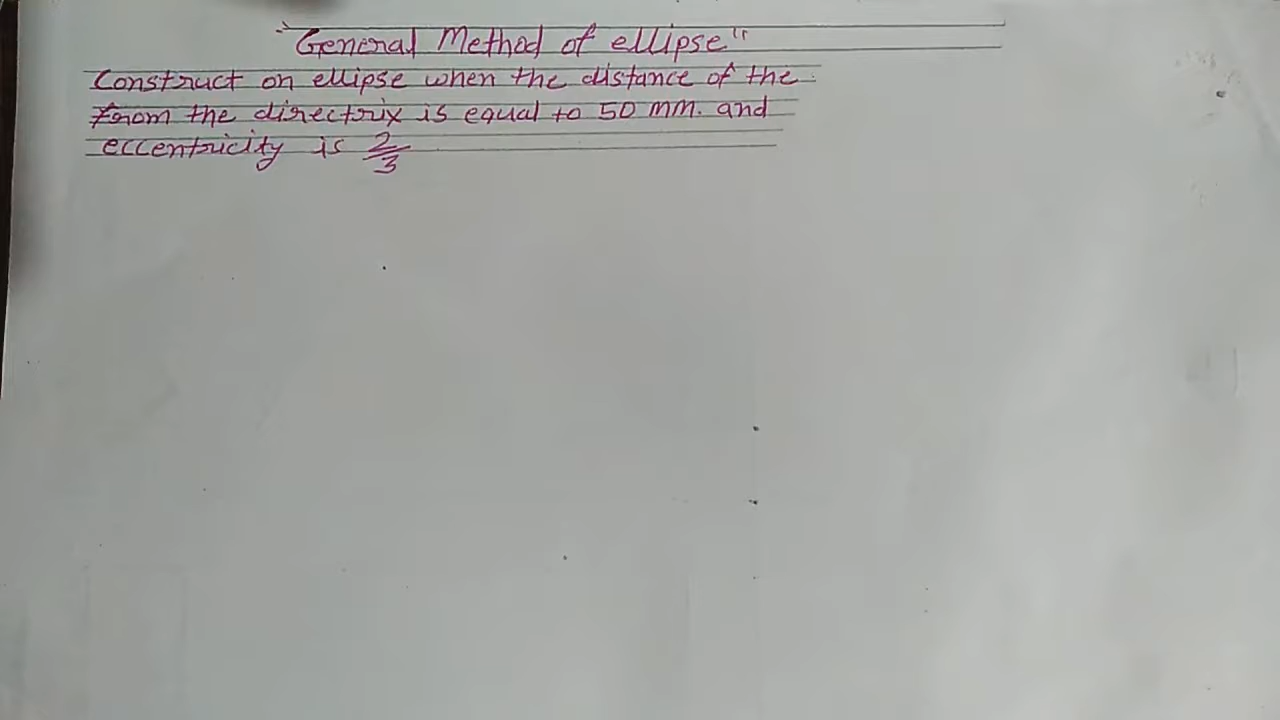 "General Method of ellipse"
Construct on ellipse when the distance of the
from the directrix is equal to 50 mm. and
eccentricity is 2/3